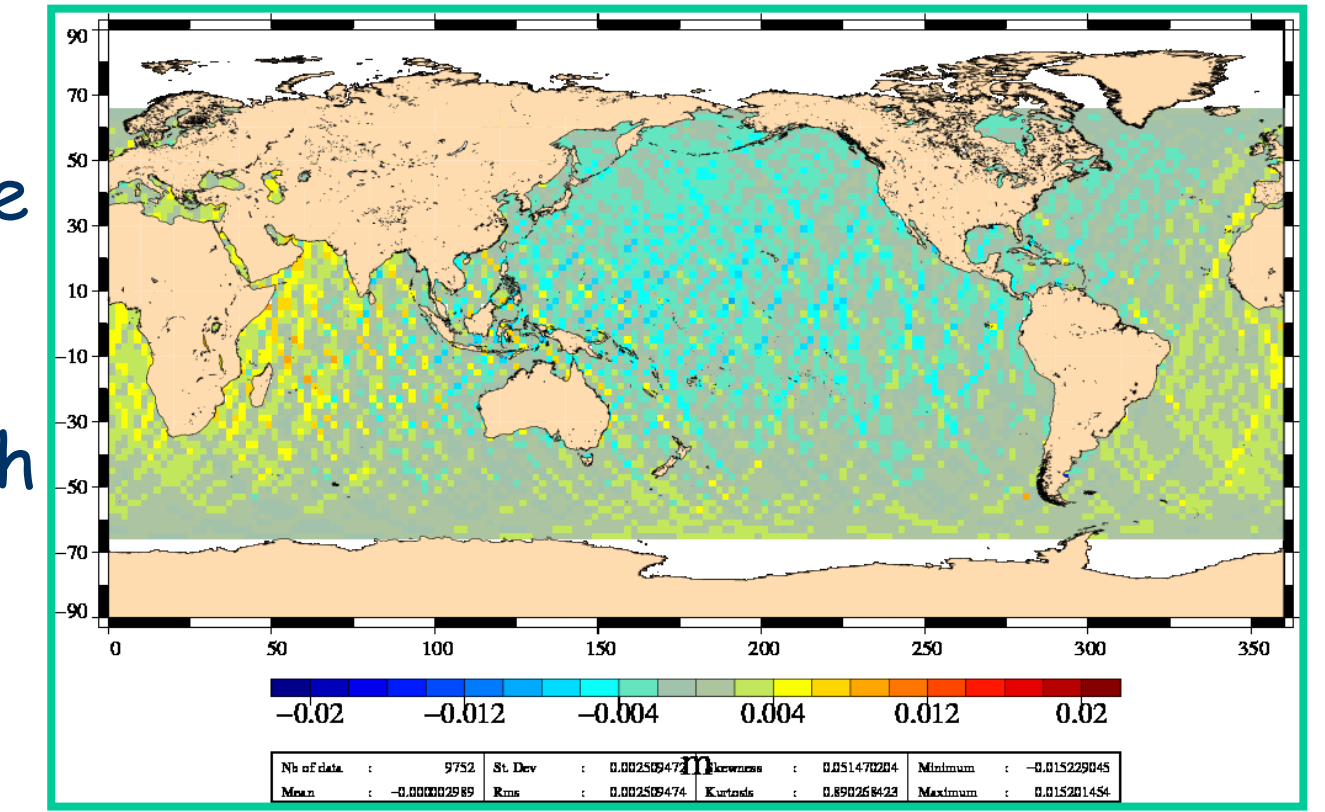 90
70
e
50
30
10
−10
−30
h
−50
−70
−90
0 50 100 150 200 250 300 350
−0.02 −0.012 −0.004 0.004 0.012 0.02
m
Nb of data : 9752 St. Dev : 0.002509472 Skewness : 0.051470204 Minimum : −0.015229045
Mean : −0.000002989 Rms : 0.002509474 Kurtosis : 0.890268423 Maximum : 0.015201454